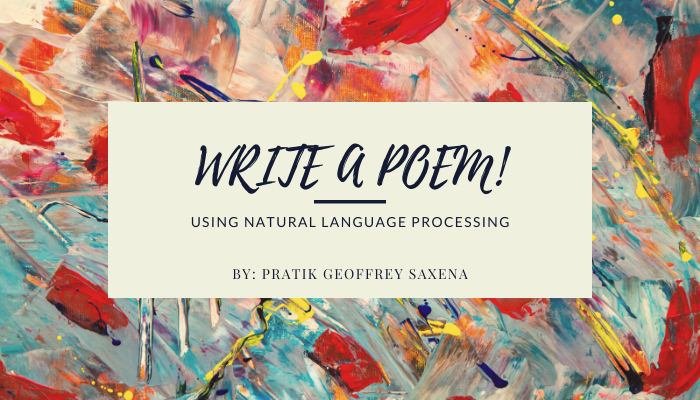 WRITE A POEM!
USING NATURAL LANGUAGE PROCESSING
BY: PRATIK GEOFFREY SAXENA